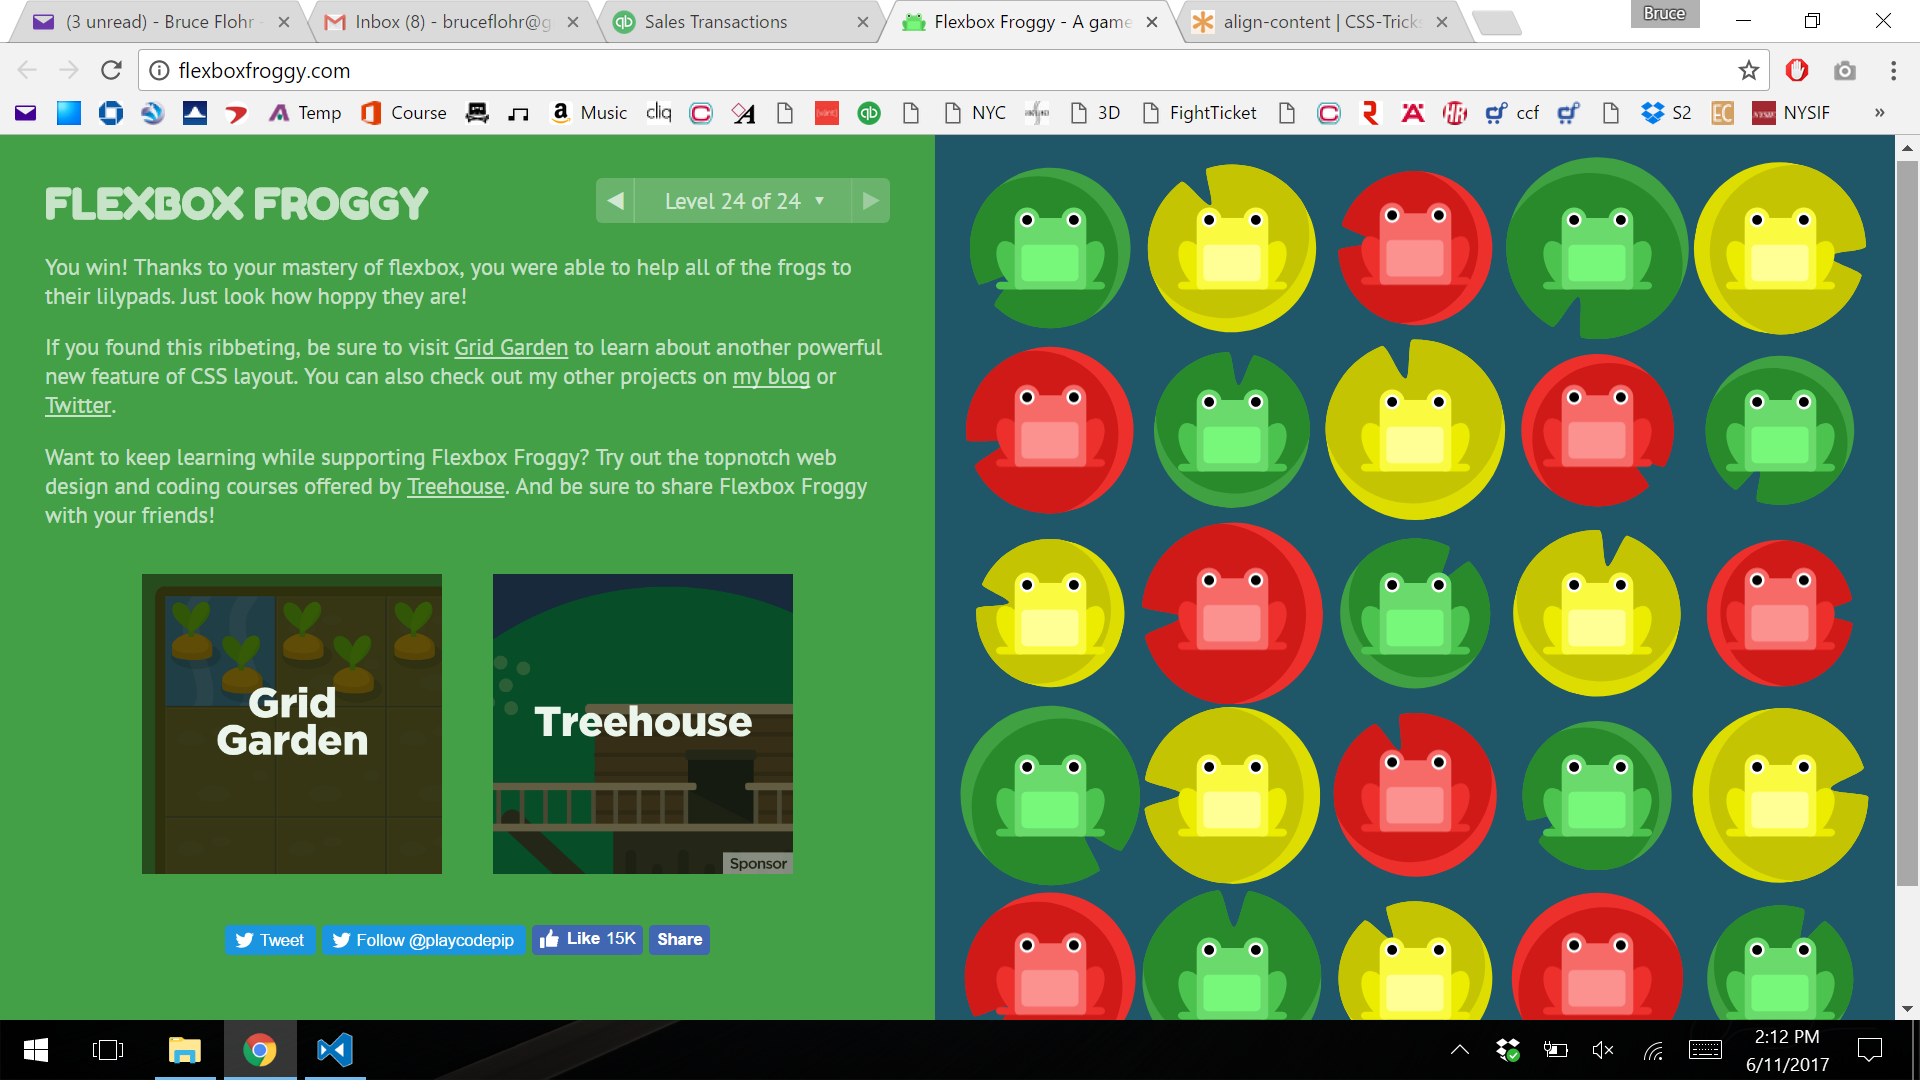 (3 unread) - Bruce Flohr -
Inbox (8) - bruceflohr@g
Sales Transactions
Flexbox Froggy - A game
align-content | CSS-Tricks
Bruce
flexboxfroggy.com
Temp
Course
Music
cliq
NYC
3D
FightTicket
ccf
S2
EC
NYSIF
»
FLEXBOX FROGGY
Level 24 of 24
You win! Thanks to your mastery of flexbox, you were able to help all of the frogs to
their lilypads. Just look how hoppy they are!
If you found this ribbeting, be sure to visit Grid Garden to learn about another powerful
new feature of CSS layout. You can also check out my other projects on my blog or
Twitter.
Want to keep learning while supporting Flexbox Froggy? Try out the topnotch web
design and coding courses offered by Treehouse. And be sure to share Flexbox Froggy
with your friends!
Grid
Garden
Treehouse
Sponsor
Tweet
Follow @playcodepip
Like 15K
Share
2:12 PM
6/11/2017